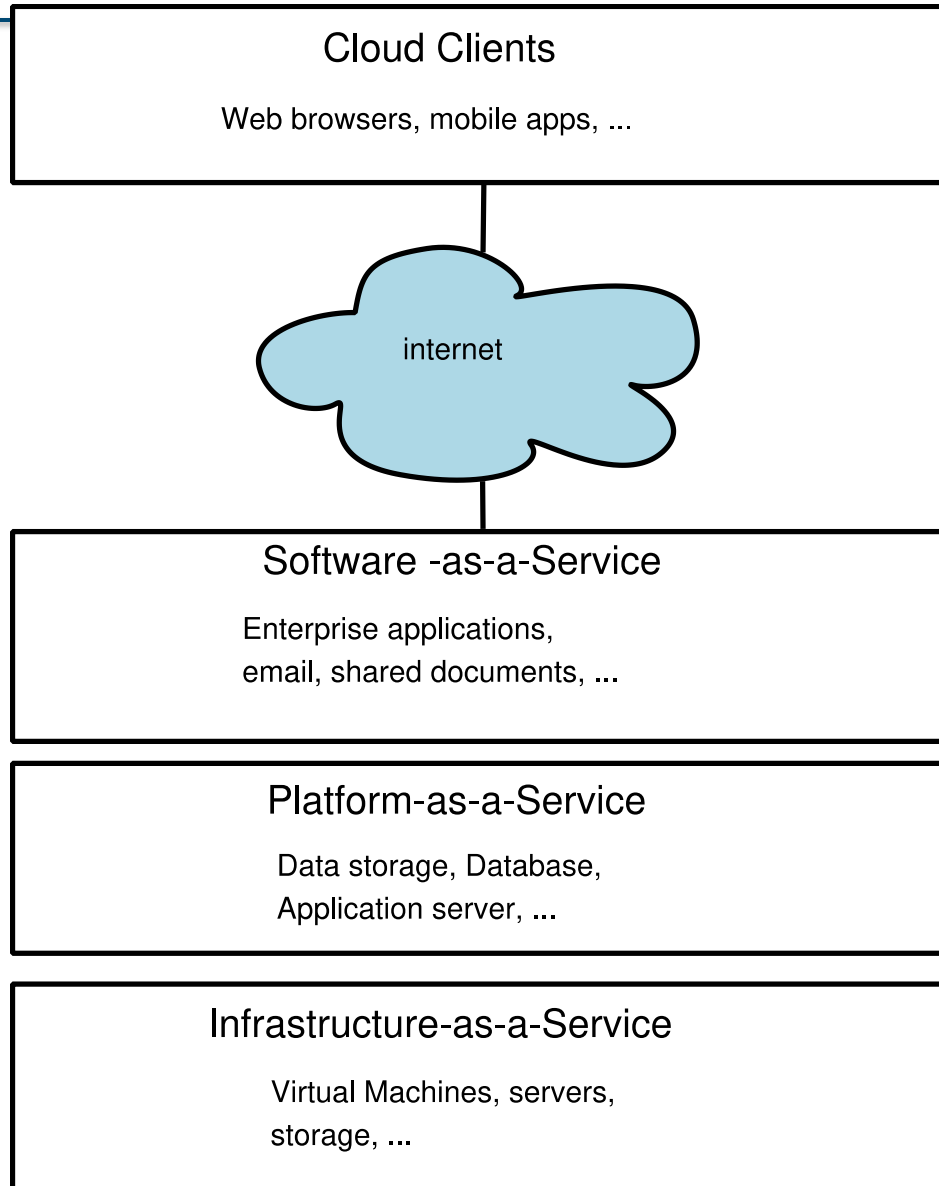 Cloud Clients
Web browsers, mobile apps, ...
internet
Software -as-a-Service
Enterprise applications,
email, shared documents, ...
Platform-as-a-Service
Data storage, Database,
Application server, ...
Infrastructure-as-a-Service
Virtual Machines, servers,
storage, ...